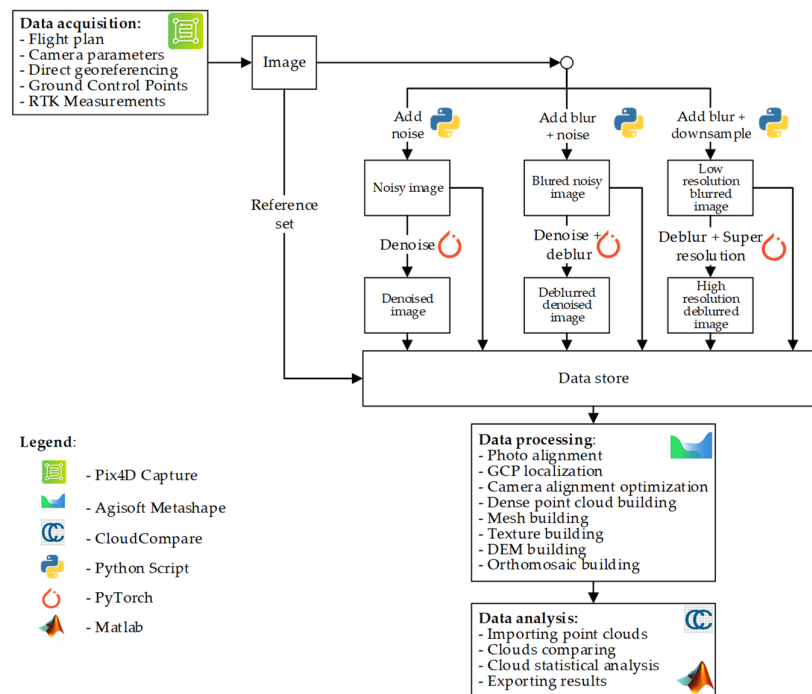 Data acquisition:
- Flight plan
- Camera parameters
- Direct georeferencing
- Ground Control Points
- RTK Measurements
Image
Add
noise
Add blur
+ noise
Add blur +
downsample
Noisy image
Blured noisy
image
Low
resolution
blurred
image
Reference
set
Denoise
Denoise +
deblur
Deblur + Super
resolution
Denoised
image
Deblurred
denoised
image
High
resolution
deblurred
image
Data store
Legend:
- Pix4D Capture
- Agisoft Metashape
- CloudCompare
- Python Script
- PyTorch
- Matlab
Data processing:
- Photo alignment
- GCP localization
- Camera alignment optimization
- Dense point cloud building
- Mesh building
- Texture building
- DEM building
- Orthomosaic building
Data analysis:
- Importing point clouds
- Clouds comparing
- Cloud statistical analysis
- Exporting results